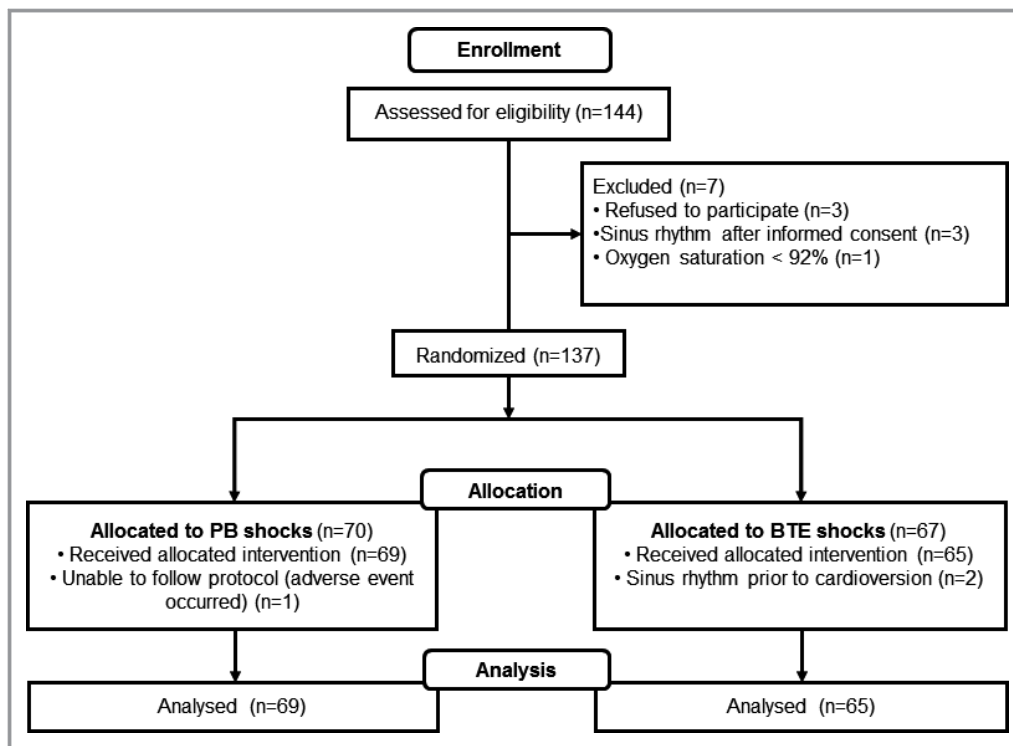 Enrollment
Assessed for eligibility (n=144)
Excluded (n=7)
• Refused to participate (n=3)
•Sinus rhythm after informed consent (n=3)
• Oxygen saturation < 92% (n=1)
Randomized (n=137)
Allocation
Allocated to PB shocks (n=70)
• Received allocated intervention (n=69)
• Unable to follow protocol (adverse event
occurred) (n=1)
Allocated to BTE shocks (n=67)
• Received allocated intervention (n=65)
• Sinus rhythm prior to cardioversion (n=2)
Analysis
Analysed (n=69)
Analysed (n=65)